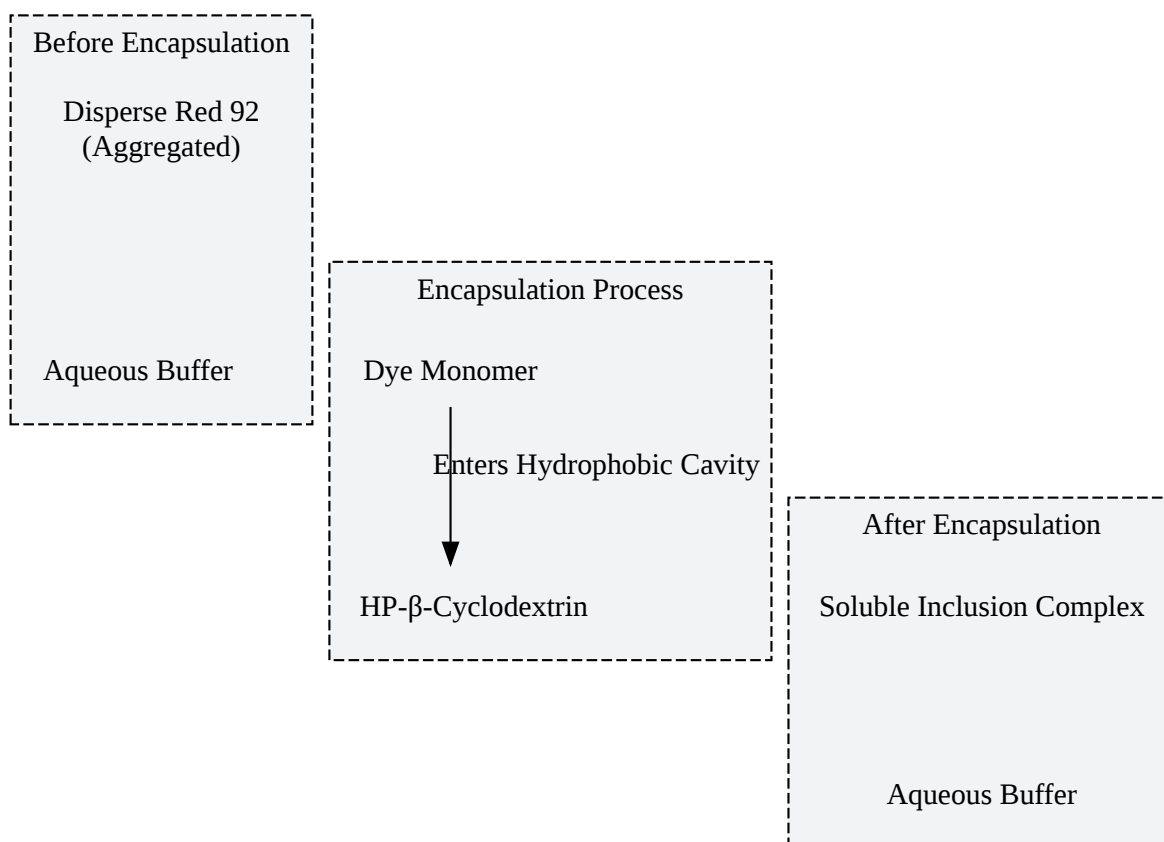 Before Encapsulation
Disperse Red 92
(Aggregated)
Aqueous Buffer
Encapsulation Process
Dye Monomer
Enters Hydrophobic Cavity
HP-β-Cyclodextrin
After Encapsulation
Soluble Inclusion Complex
Aqueous Buffer